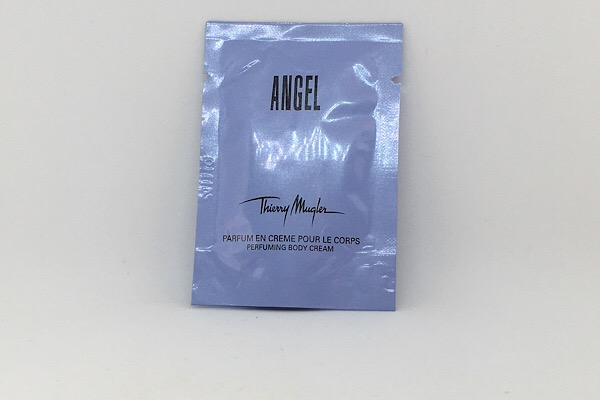 ANGEL
Thierry Mugler
PARFUM EN CREME POUR LE CORPS
PERFUMING BODY CREAM